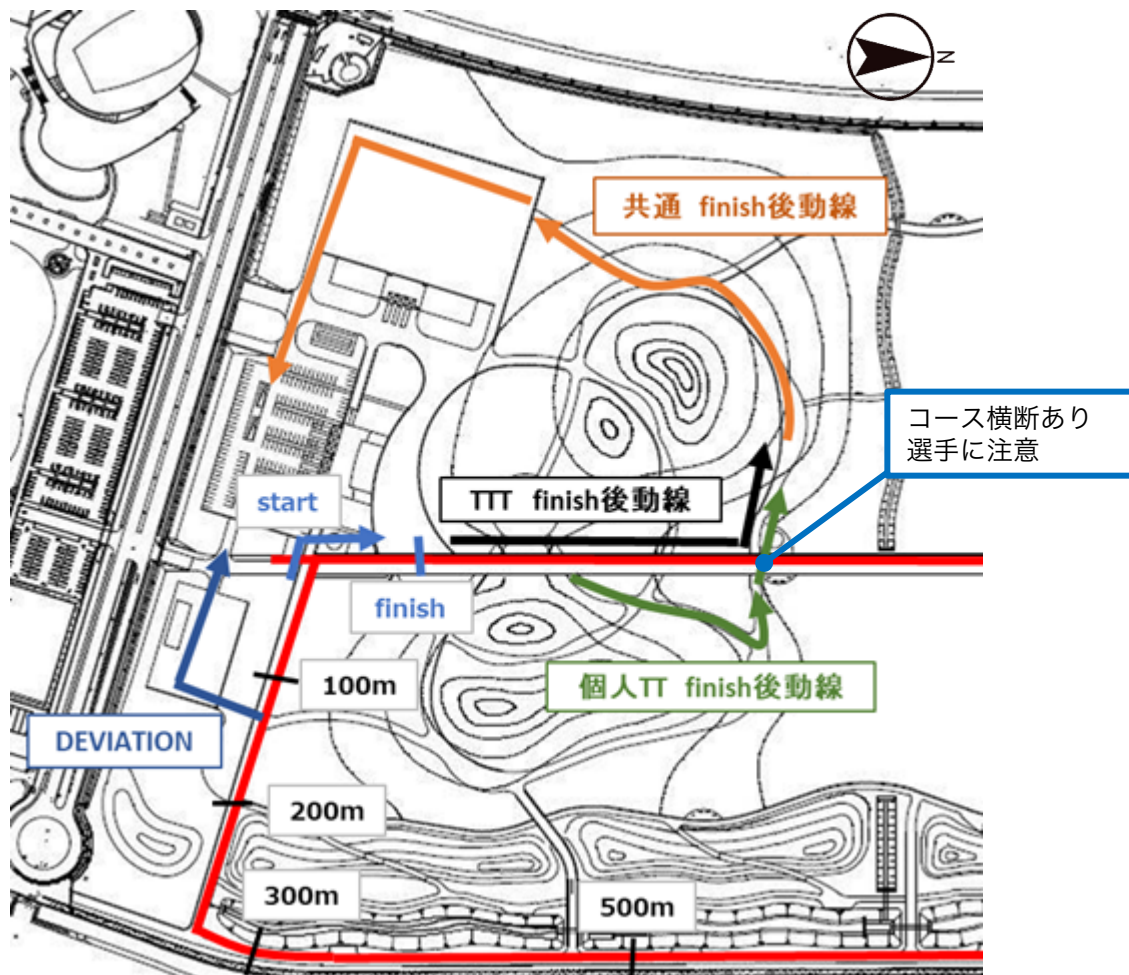 N
共通 finish後動線
コース横断あり
選手に注意
TTT finish後動線
start
finish
個人TT finish後動線
100m
DEVIATION
200m
300m
500m